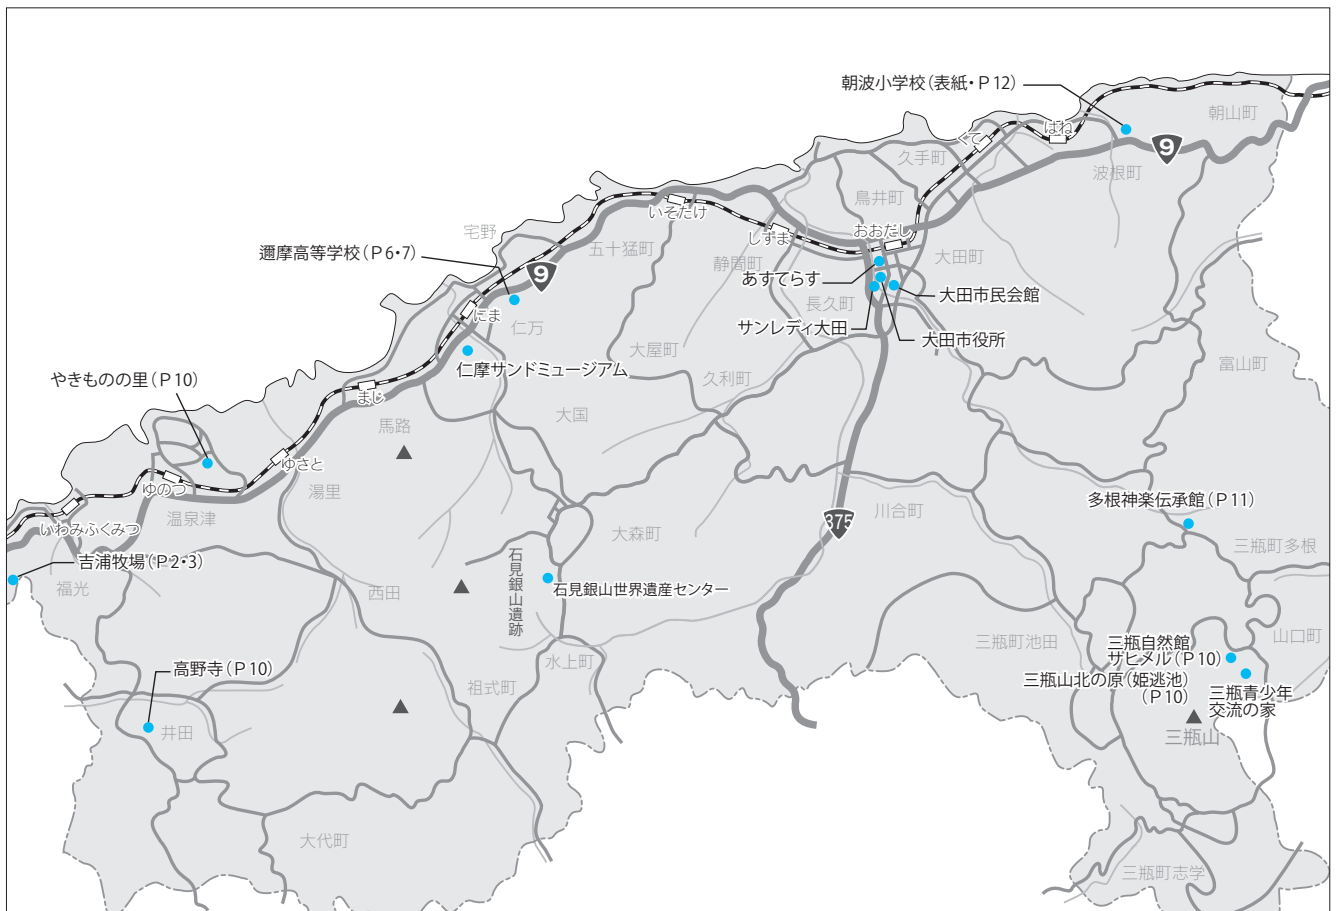 朝波小学校(表紙・P12)
朝山町
はね
くて
9
久手町
波根町
鳥井町
いそたけ
宅野
おおだし
しずま
五十猛町
邇摩高等学校(P6・7)
静間町
大田町
9
あすてらす
大田市民会館
長久町
にま
仁万
サンレディ大田
大田市役所
大屋町
富山町
仁摩サンドミュージアム
やきものの里(P10)
久利町
まじ
大国
馬路
ゆさと
ゆのつ
湯里
多根神楽伝承館(P11)
温泉津
川合町
375
いわみふくみつ
大森町
三瓶町多根
吉浦牧場(P2・3)
福光
西田
石見銀山遺跡
石見銀山世界遺産センター
山口町
三瓶町池田
三瓶自然館
サヒメル(P10)
水上町
高野寺(P10)
三瓶山北の原(姫逃池)
(P10)
祖式町
三瓶青少年
交流の家
井田
三瓶山
大代町
三瓶町志学